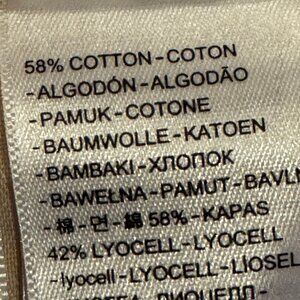 58% COTTON-COTON
-ALGODÓN-ALGODÃO
-PAMUK-COTONE
-BAUMWOLLE-KATOEN
-BAMBAKI-ХЛОПОК
-BAWEŁNA-PAMUT-BAVL
-棉-면-綿 58%-KAPAS
42% LYOCELL-LYOCELL
-lyocell-LYOCELL-LIOSEL